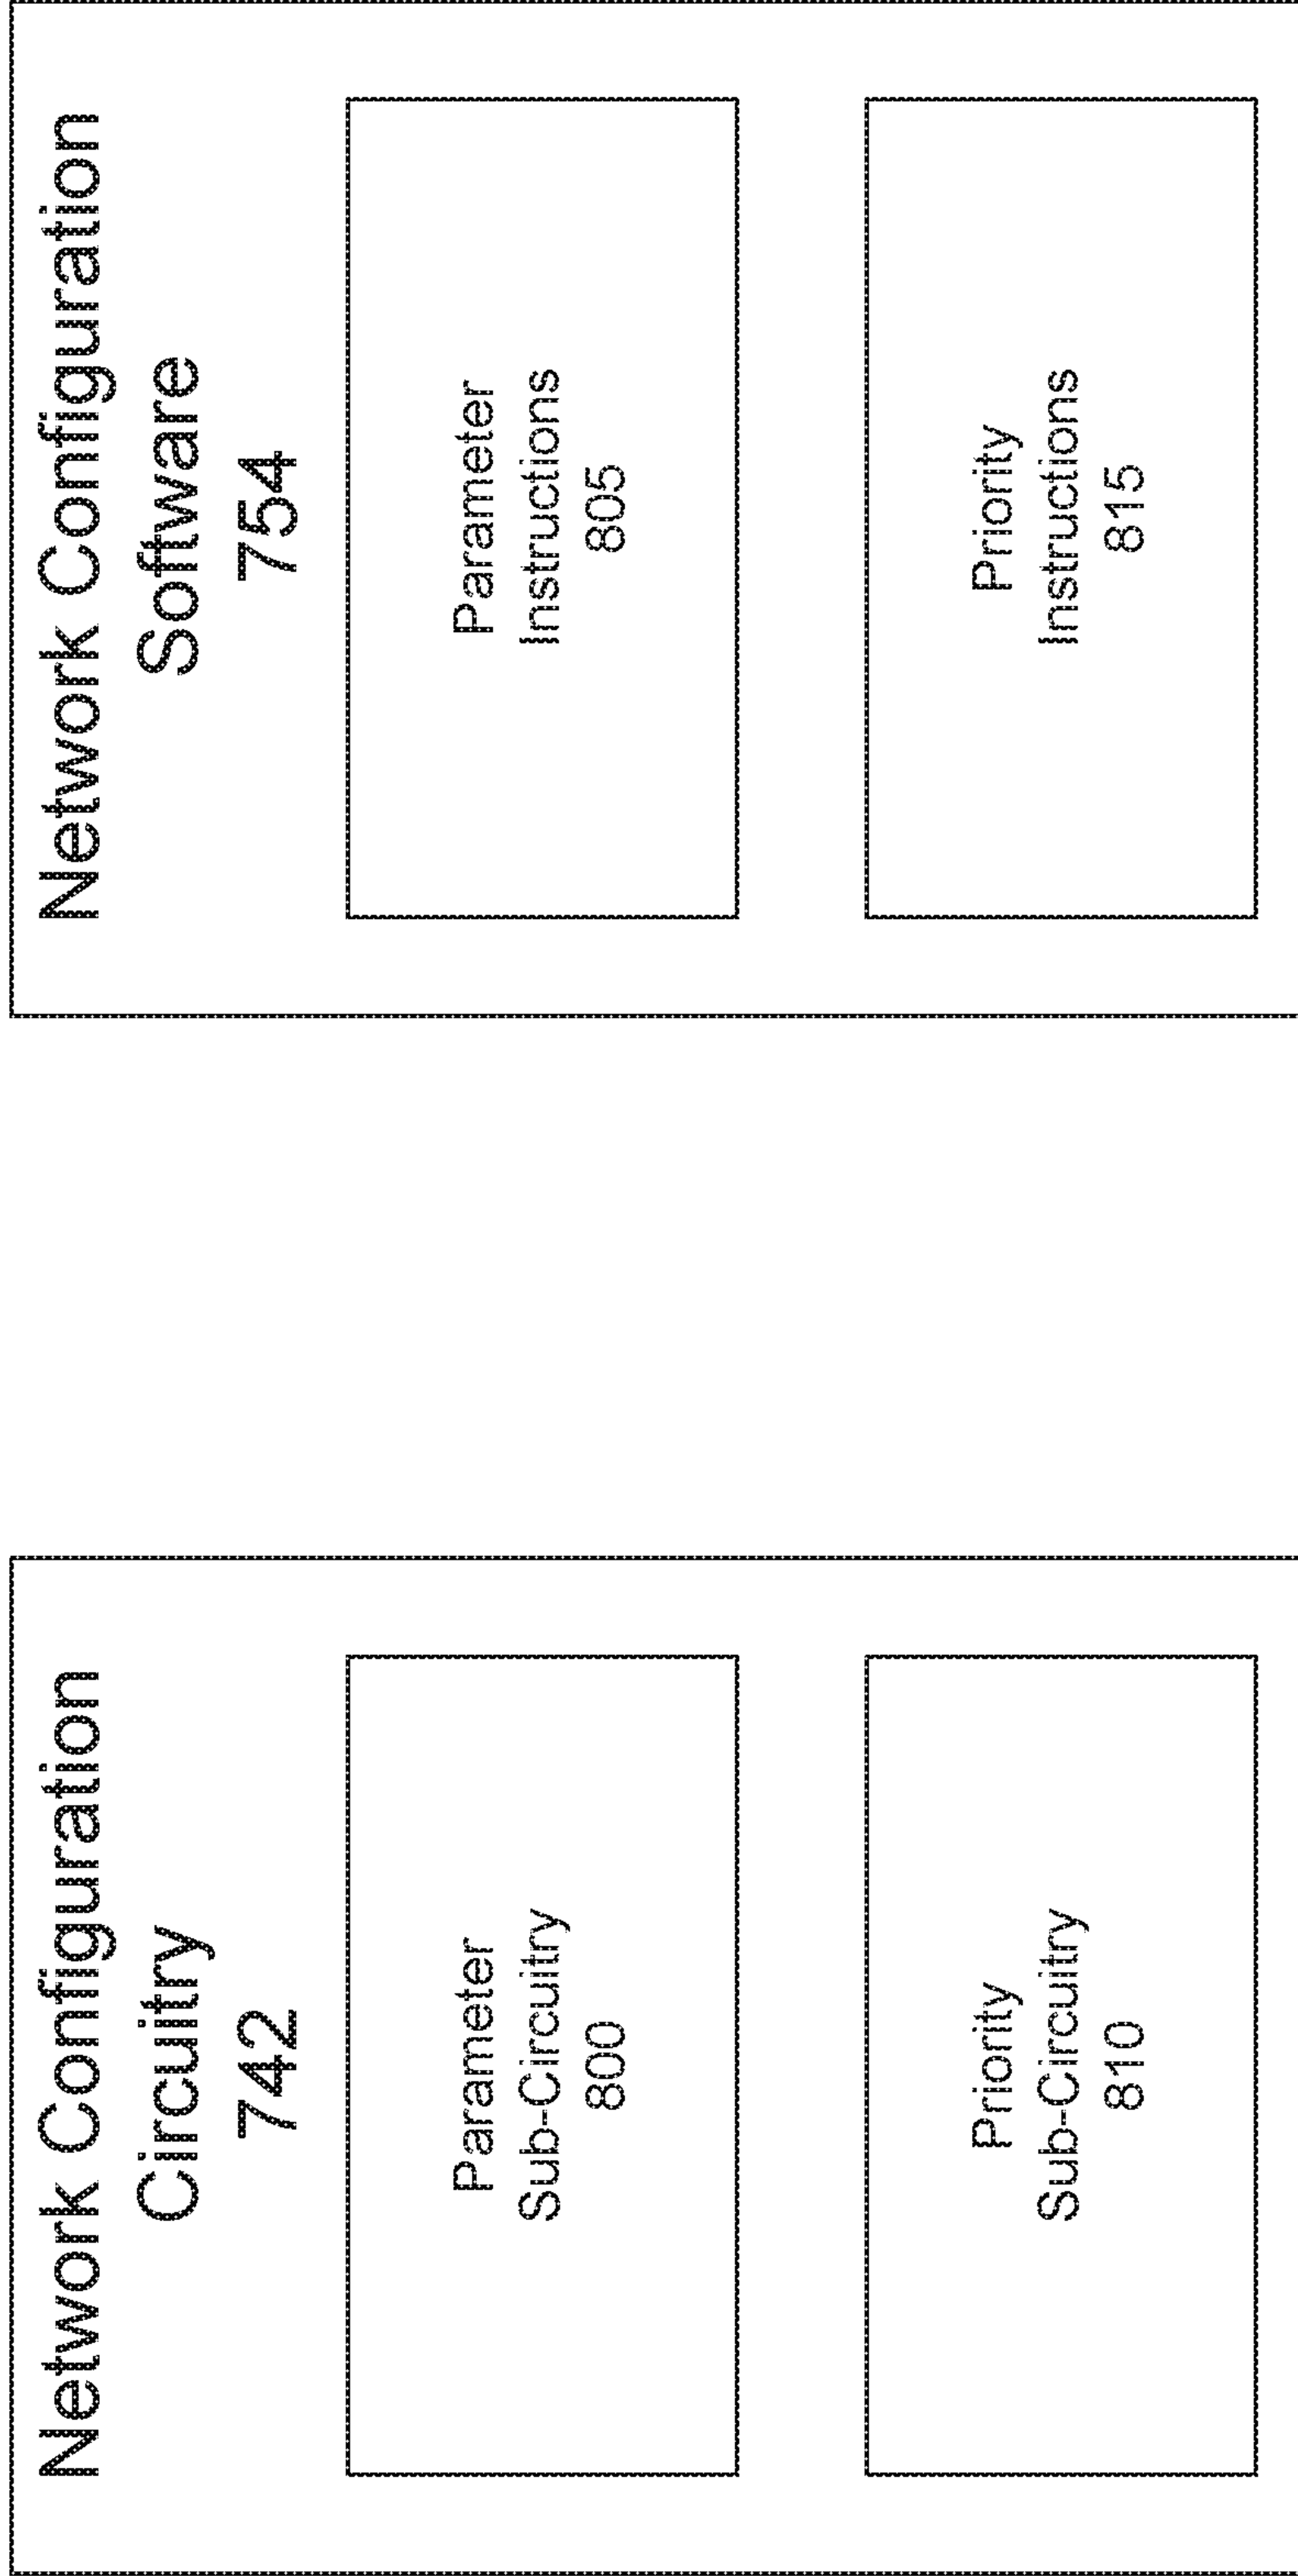 Network Configuration
Circuitry
742
Parameter
Sub-Circuitry
800
Priority
Sub-Circuitry
810
Network Configuration
Software
754
Parameter
Instructions
805
Priority
Instructions
815